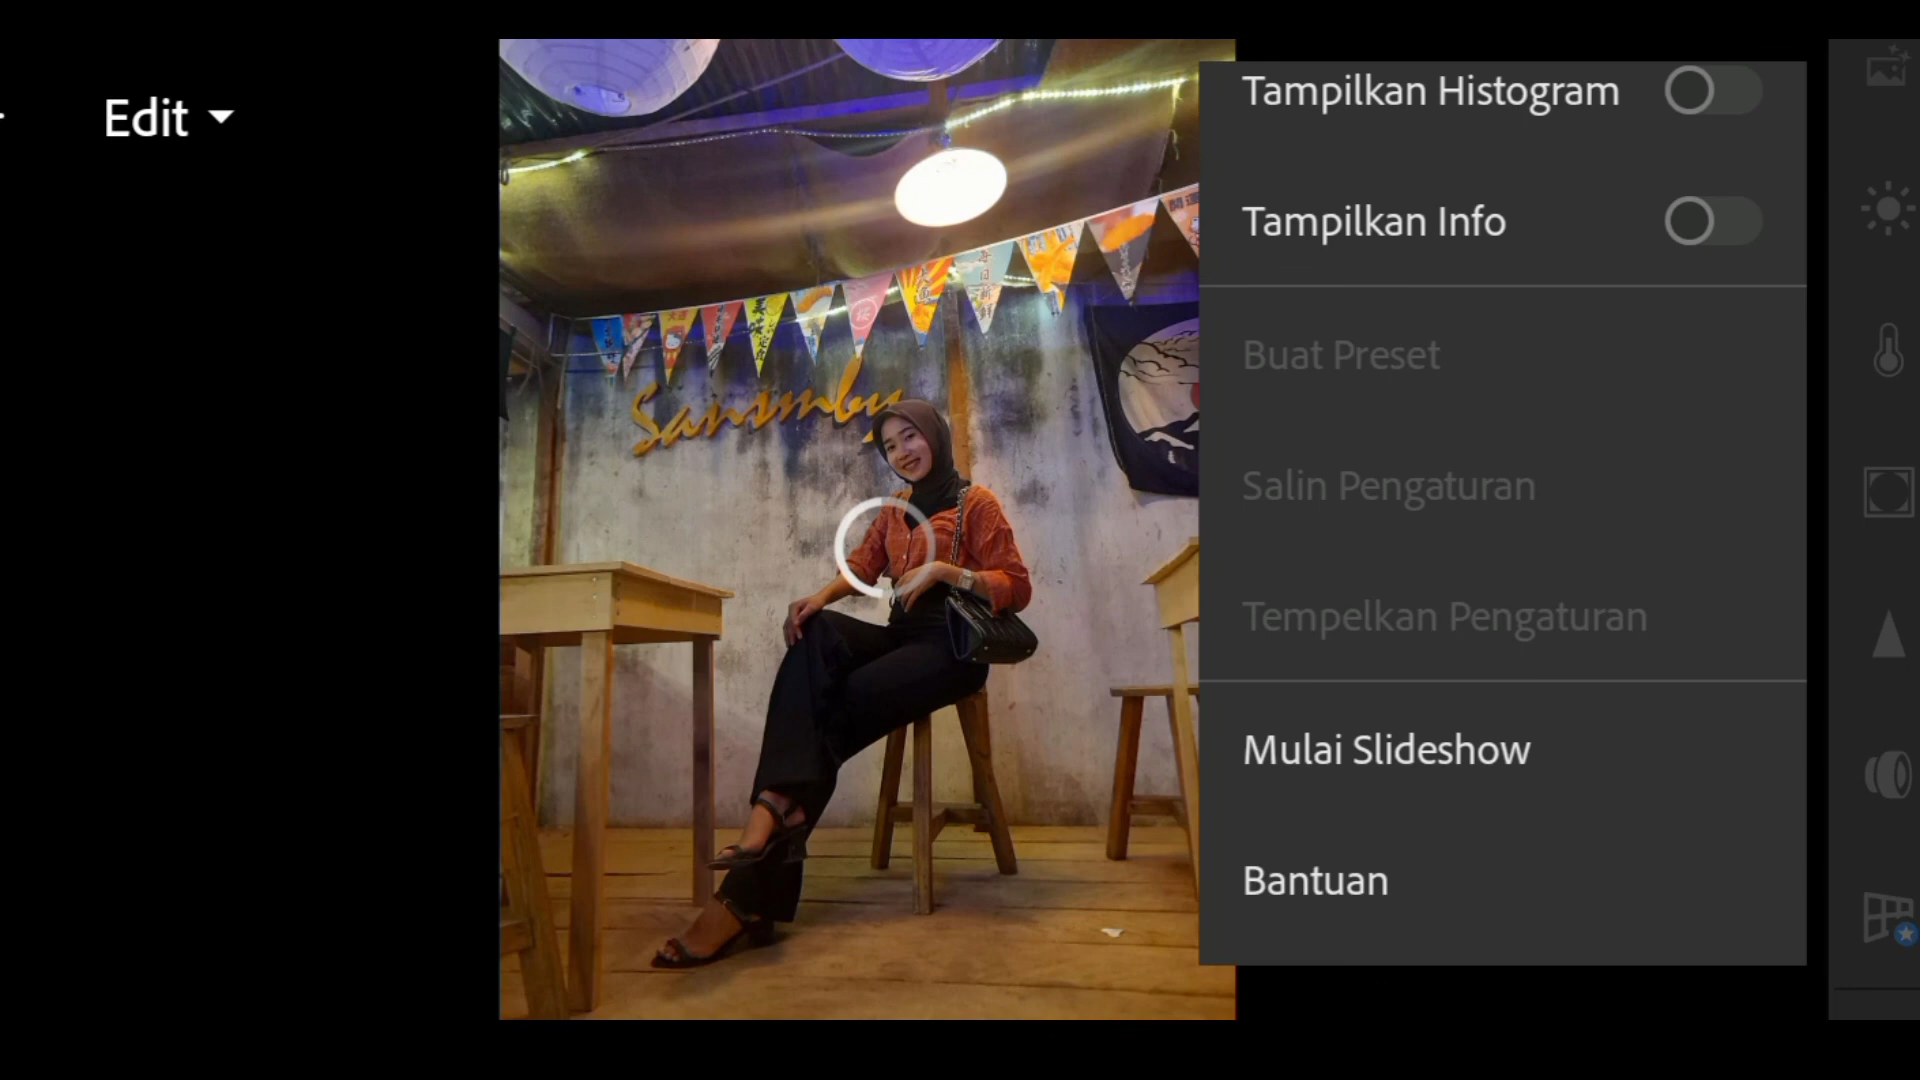 Edit
Tampilkan Histogram
Tampilkan Info
Buat Preset
Salin Pengaturan
Tempelkan Pengaturan
Mulai Slideshow
Bantuan